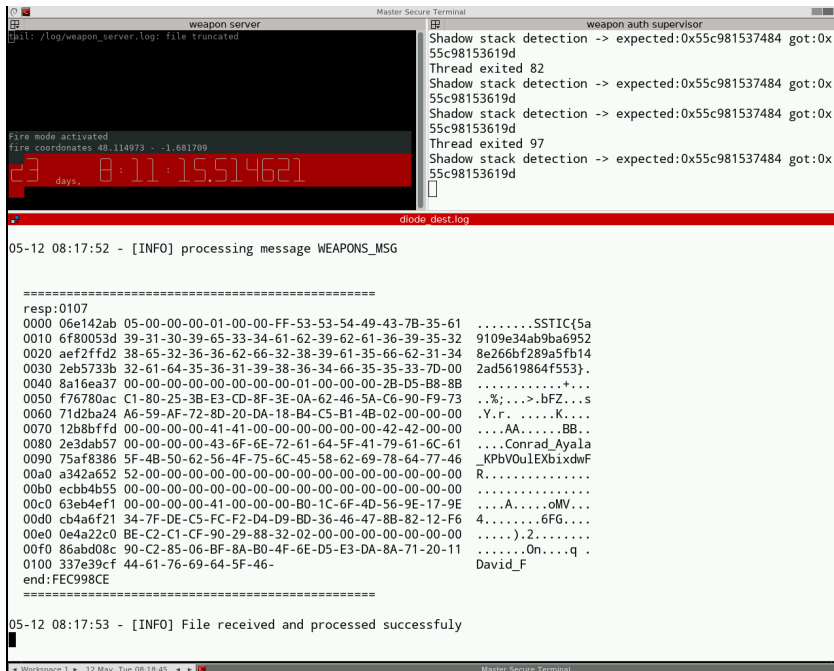 Master Secure Terminal
weapon server
tail: /log/weapon_server.log: file truncated
Fire mode activated
fire coordonates 48.114973 - -1.681709
23 days, 8:11:15.514621
weapon auth supervisor
Shadow stack detection -> expected:0x55c981537484 got:0x
55c98153619d
Thread exited 82
Shadow stack detection -> expected:0x55c981537484 got:0x
55c98153619d
Shadow stack detection -> expected:0x55c981537484 got:0x
55c98153619d
Thread exited 97
Shadow stack detection -> expected:0x55c981537484 got:0x
55c98153619d
diode_dest.log
05-12 08:17:52 - [INFO] processing message WEAPONS_MSG
================================================
resp:0107
0000 06e142ab 05-00-00-00-01-00-00-FF-53-53-54-49-43-7B-35-61 ........SSTIC{5a
0010 6f80053d 39-31-30-39-65-33-34-61-62-39-62-61-36-39-35-32 9109e34ab9ba6952
0020 aef2ffd2 38-65-32-36-36-62-66-32-38-39-61-35-66-62-31-34 8e266bf289a5fb14
0030 2eb5733b 32-61-64-35-36-31-39-38-36-34-66-35-35-33-7D-00 2ad5619864f553}.
0040 8a16ea37 00-00-00-00-00-00-00-01-00-00-00-2B-D5-B8-8B ............+...
0050 f76780ac C1-80-25-3B-E3-CD-8F-3E-0A-62-46-5A-C6-90-F9-73 ..%;...>.bFZ...s
0060 71d2ba24 A6-59-AF-72-8D-20-DA-18-B4-C5-B1-4B-02-00-00-00 .Y.r. .....K....
0070 12b8bffd 00-00-00-00-41-41-00-00-00-00-00-00-42-42-00-00 ....AA......BB..
0080 2e3dab57 00-00-00-00-43-6F-6E-72-61-64-5F-41-79-61-6C-61 ....Conrad_Ayala
0090 75af8386 5F-4B-50-62-56-4F-75-6C-45-58-62-69-78-64-77-46 _KPbVOulEXbixdwF
00a0 a342a652 52-00-00-00-00-00-00-00-00-00-00-00-00-00-00-00 R...............
00b0 ecbb4b55 00-00-00-00-00-00-00-00-00-00-00-00-00-00-00-00 ................
00c0 63eb4ef1 00-00-00-00-41-00-00-00-B0-1C-6F-4D-56-9E-17-9E ....A.....oMV...
00d0 cb4a6f21 34-7F-DE-C5-FC-F2-D4-D9-BD-36-46-47-8B-82-12-F6 4........6FG....
00e0 0e4a22c0 BE-C2-C1-CF-90-29-88-32-02-00-00-00-00-00-00-00 .....).2........
00f0 86abd08c 90-C2-85-06-BF-8A-B0-4F-6E-D5-E3-DA-8A-71-20-11 .......On....q .
0100 337e39cf 44-61-76-69-64-5F-46- David_F
end:FEC998CE
================================================
05-12 08:17:53 - [INFO] File received and processed successfuly
Workspace 1 12 May, Tue 08:18:45 Master Secure Terminal